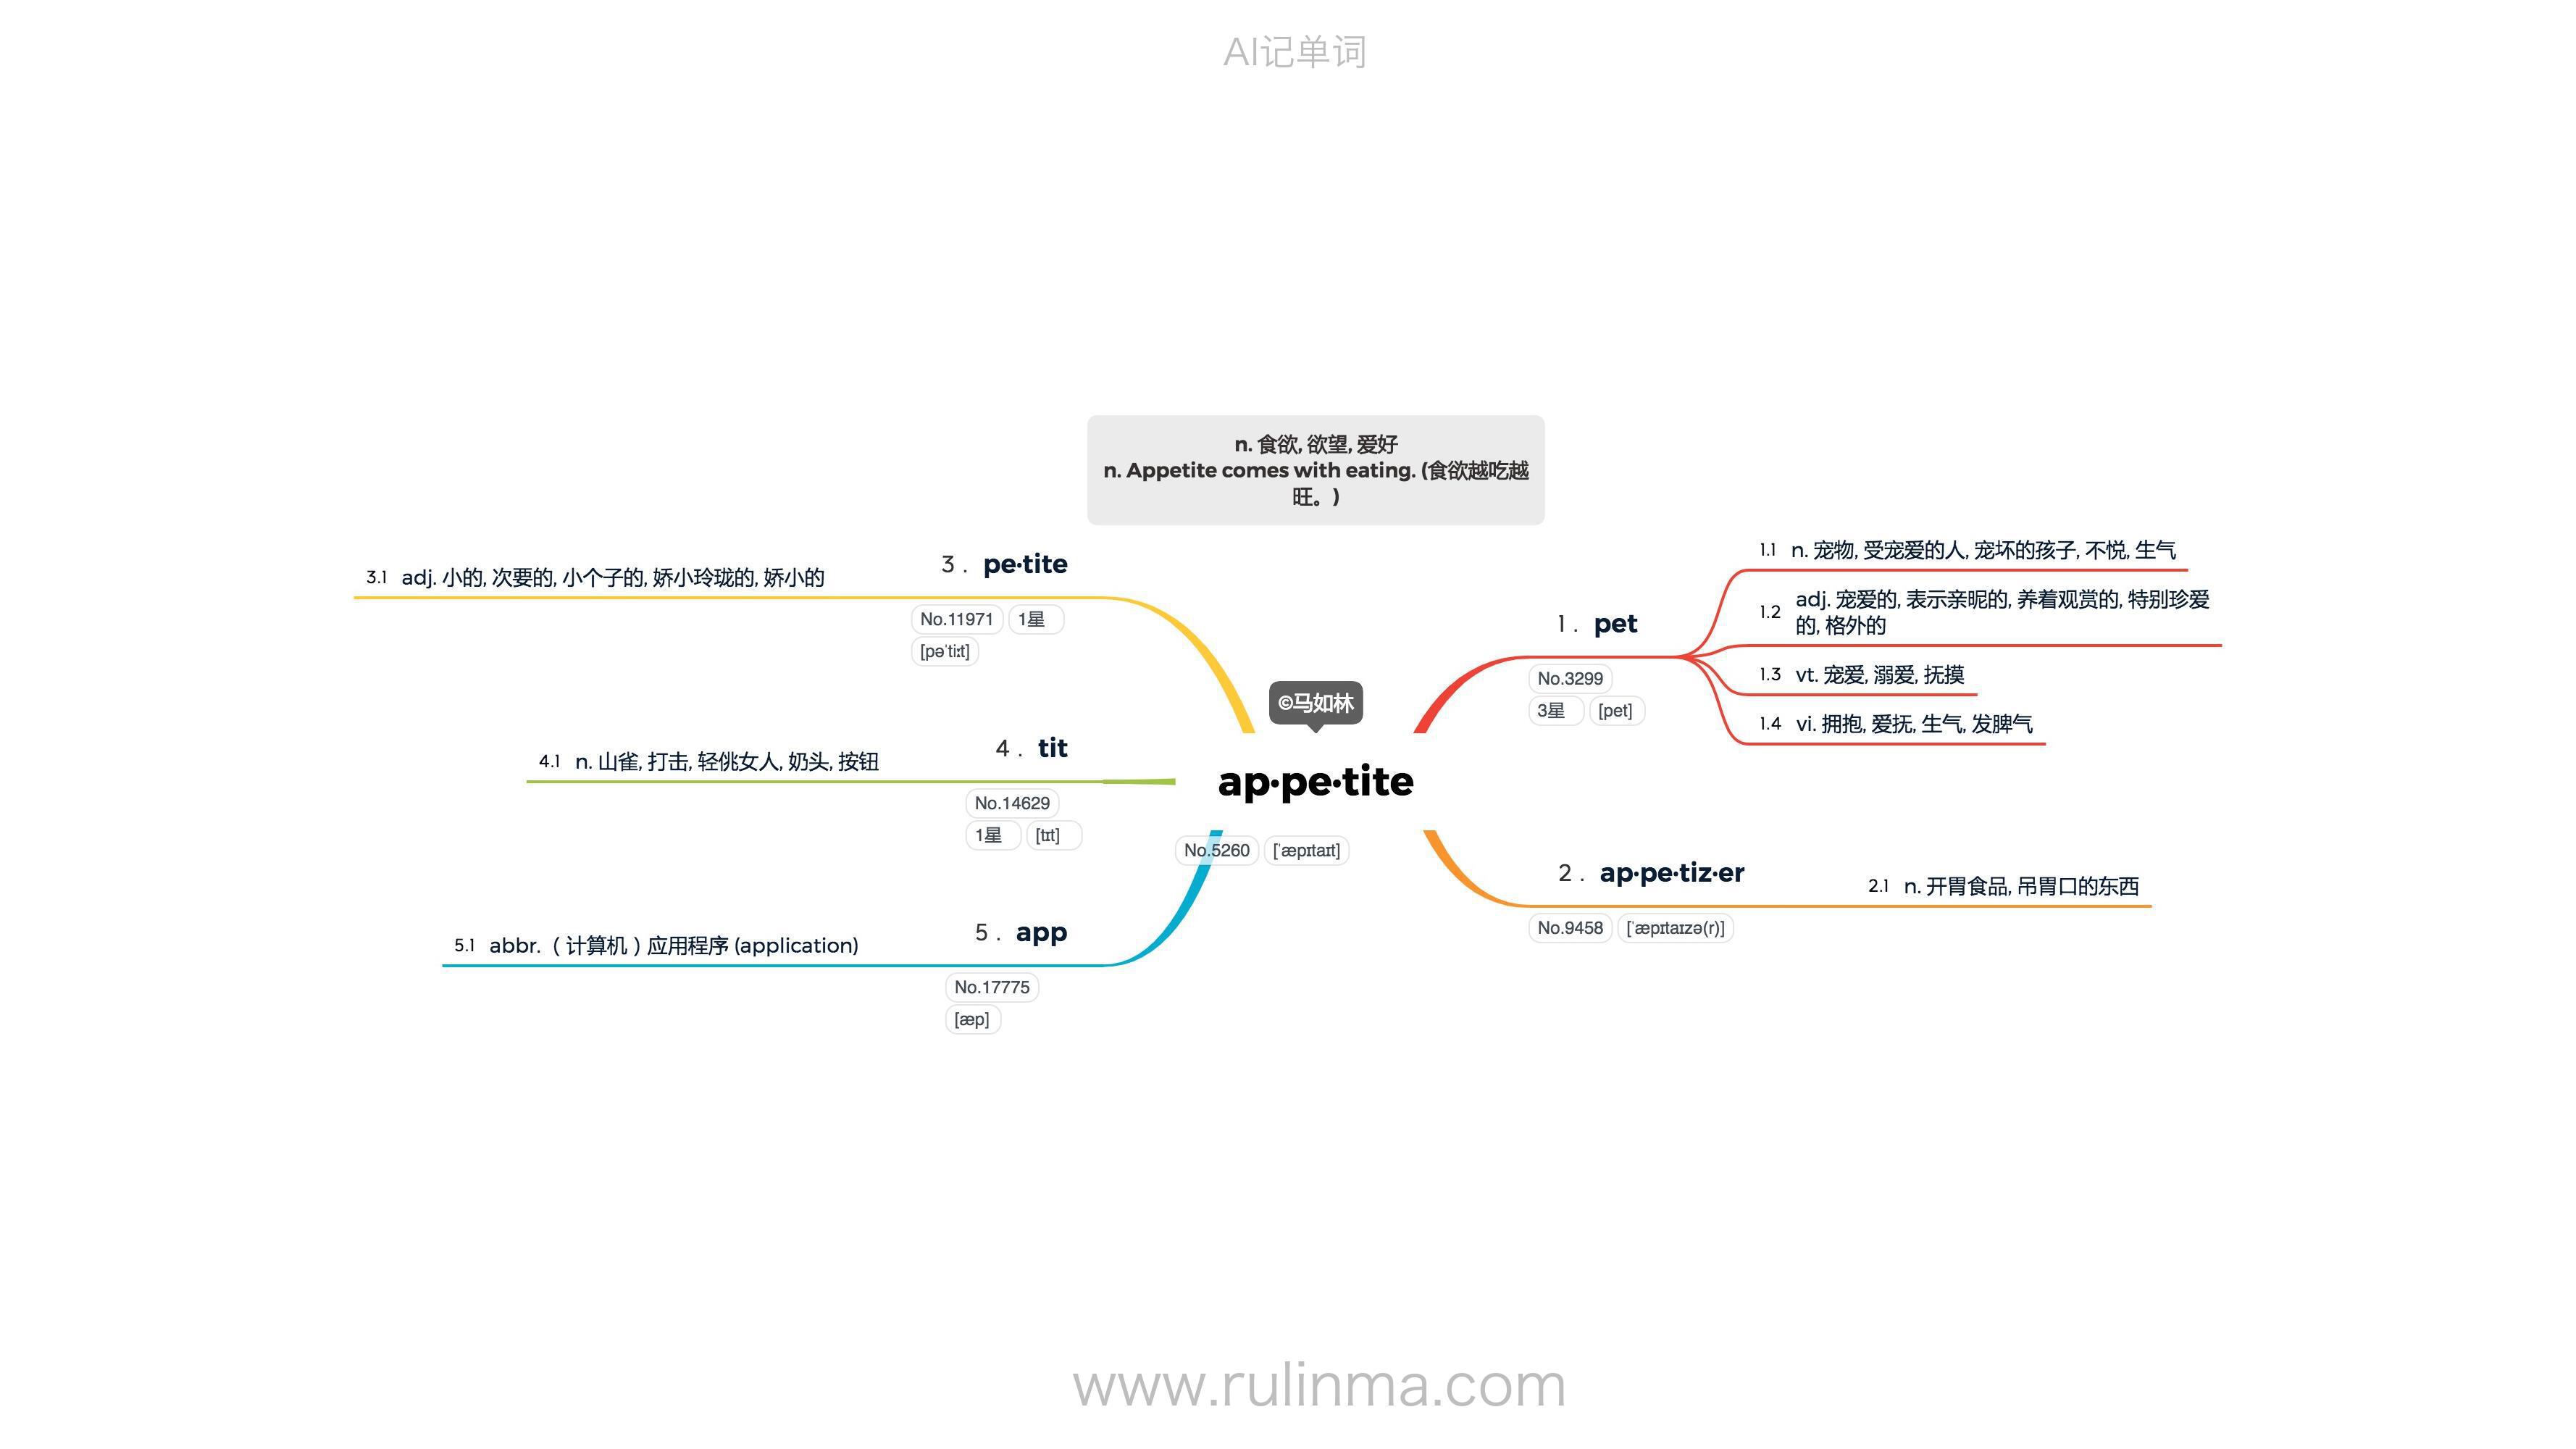 AI记单词
n. 食欲, 欲望, 爱好
n. Appetite comes with eating. (食欲越吃越
旺。)
©马如林
ap·pe·tite
No.5260 [ˈæpɪtaɪt]
1. pet
No.3299
3星 [pet]
1.1 n. 宠物, 受宠爱的人, 宠坏的孩子, 不悦, 生气
1.2 adj. 宠爱的, 表示亲昵的, 养着观赏的, 特别珍爱
的, 格外的
1.3 vt. 宠爱, 溺爱, 抚摸
1.4 vi. 拥抱, 爱抚, 生气, 发脾气
2. ap·pe·tiz·er
No.9458 [ˈæpɪtaɪzə(r)]
2.1 n. 开胃食品, 吊胃口的东西
3. pe·tite
No.11971 1星
[pəˈtiːt]
3.1 adj. 小的, 次要的, 小个子的, 娇小玲珑的, 娇小的
4. tit
No.14629
1星 [tɪt]
4.1 n. 山雀, 打击, 轻佻女人, 奶头, 按钮
5. app
No.17775
[æp]
5.1 abbr. （计算机）应用程序 (application)
www.rulinma.com